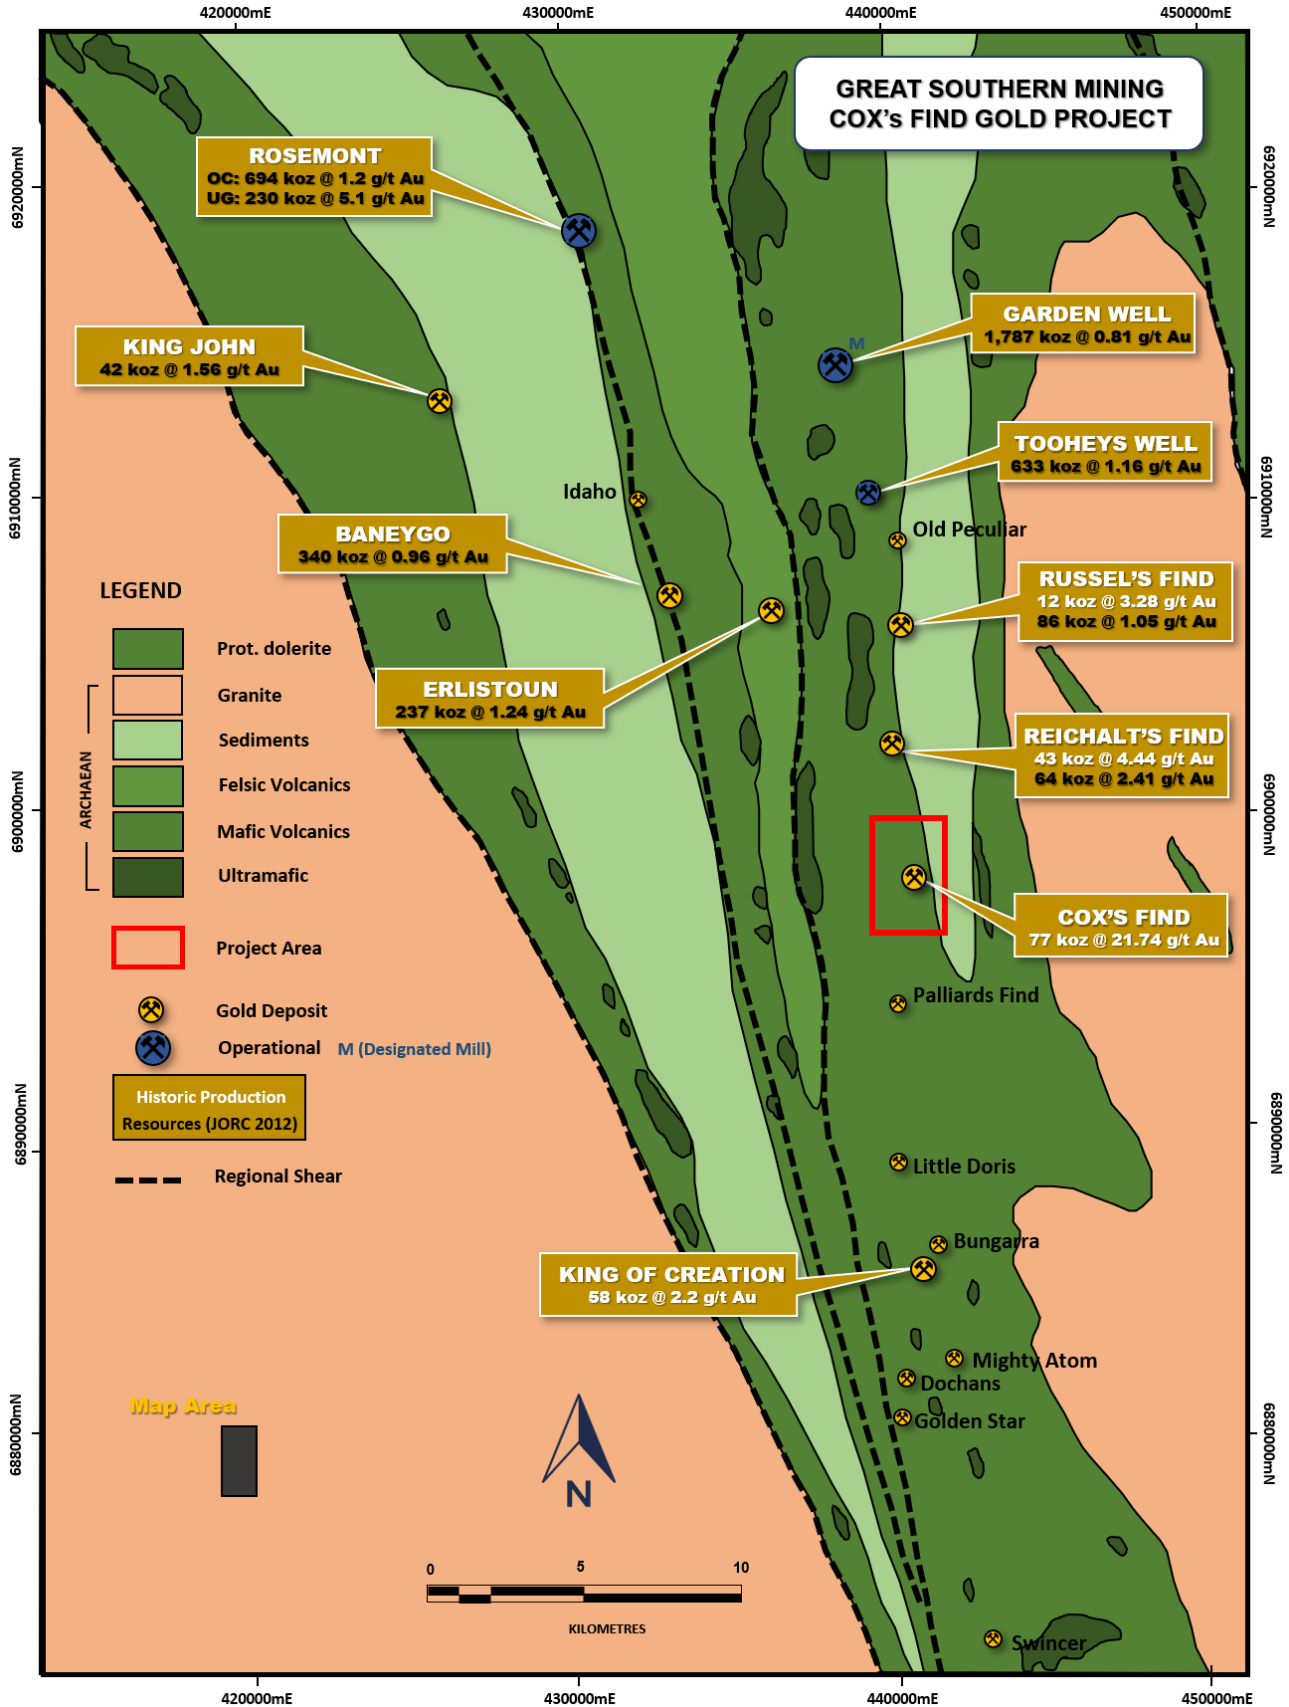 420000mE
430000mE
440000mE
450000mE
GREAT SOUTHERN MINING
COX's FIND GOLD PROJECT
6920000mN
6920000mN
ROSEMONT
OC: 694 koz @ 1.2 g/t Au
UG: 230 koz @ 5.1 g/t Au
GARDEN WELL
1,787 koz @ 0.81 g/t Au
M
KING JOHN
42 koz @ 1.56 g/t Au
TOOHEYS WELL
633 koz @ 1.16 g/t Au
6910000mN
6910000mN
Idaho
Old Peculiar
BANEYGO
340 koz @ 0.96 g/t Au
RUSSEL'S FIND
12 koz @ 3.28 g/t Au
86 koz @ 1.05 g/t Au
ERLISTOUN
237 koz @ 1.24 g/t Au
REICHALT'S FIND
43 koz @ 4.44 g/t Au
64 koz @ 2.41 g/t Au
6900000mN
6900000mN
COX'S FIND
77 koz @ 21.74 g/t Au
Palliards Find
LEGEND
Prot. dolerite
Granite
Sediments
Felsic Volcanics
Mafic Volcanics
Ultramafic
ARCHAEAN
Project Area
Gold Deposit
Operational
M (Designated Mill)
Historic Production
Resources (JORC 2012)
Regional Shear
6890000mN
6890000mN
Little Doris
Bungarra
KING OF CREATION
58 koz @ 2.2 g/t Au
Mighty Atom
Dochans
Golden Star
6880000mN
6880000mN
Map Area
N
0
5
10
KILOMETRES
Swincer
420000mE
430000mE
440000mE
450000mE